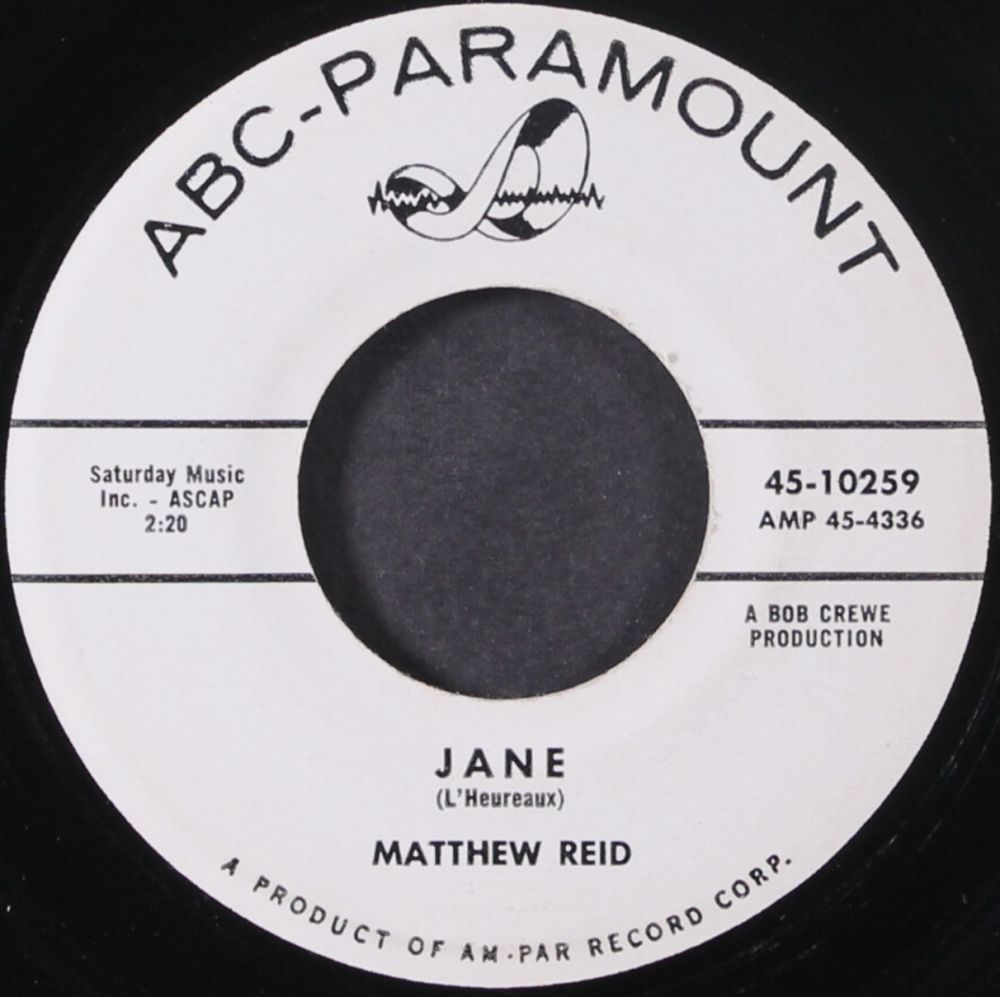 ABC-PARAMOUNT
Saturday Music
Inc. - ASCAP
2:20
45-10259
AMP 45-4336
A BOB CREWE
PRODUCTION
JANE
(L'Heureaux)
MATTHEW REID
A PRODUCT OF AM-PAR RECORD CORP.